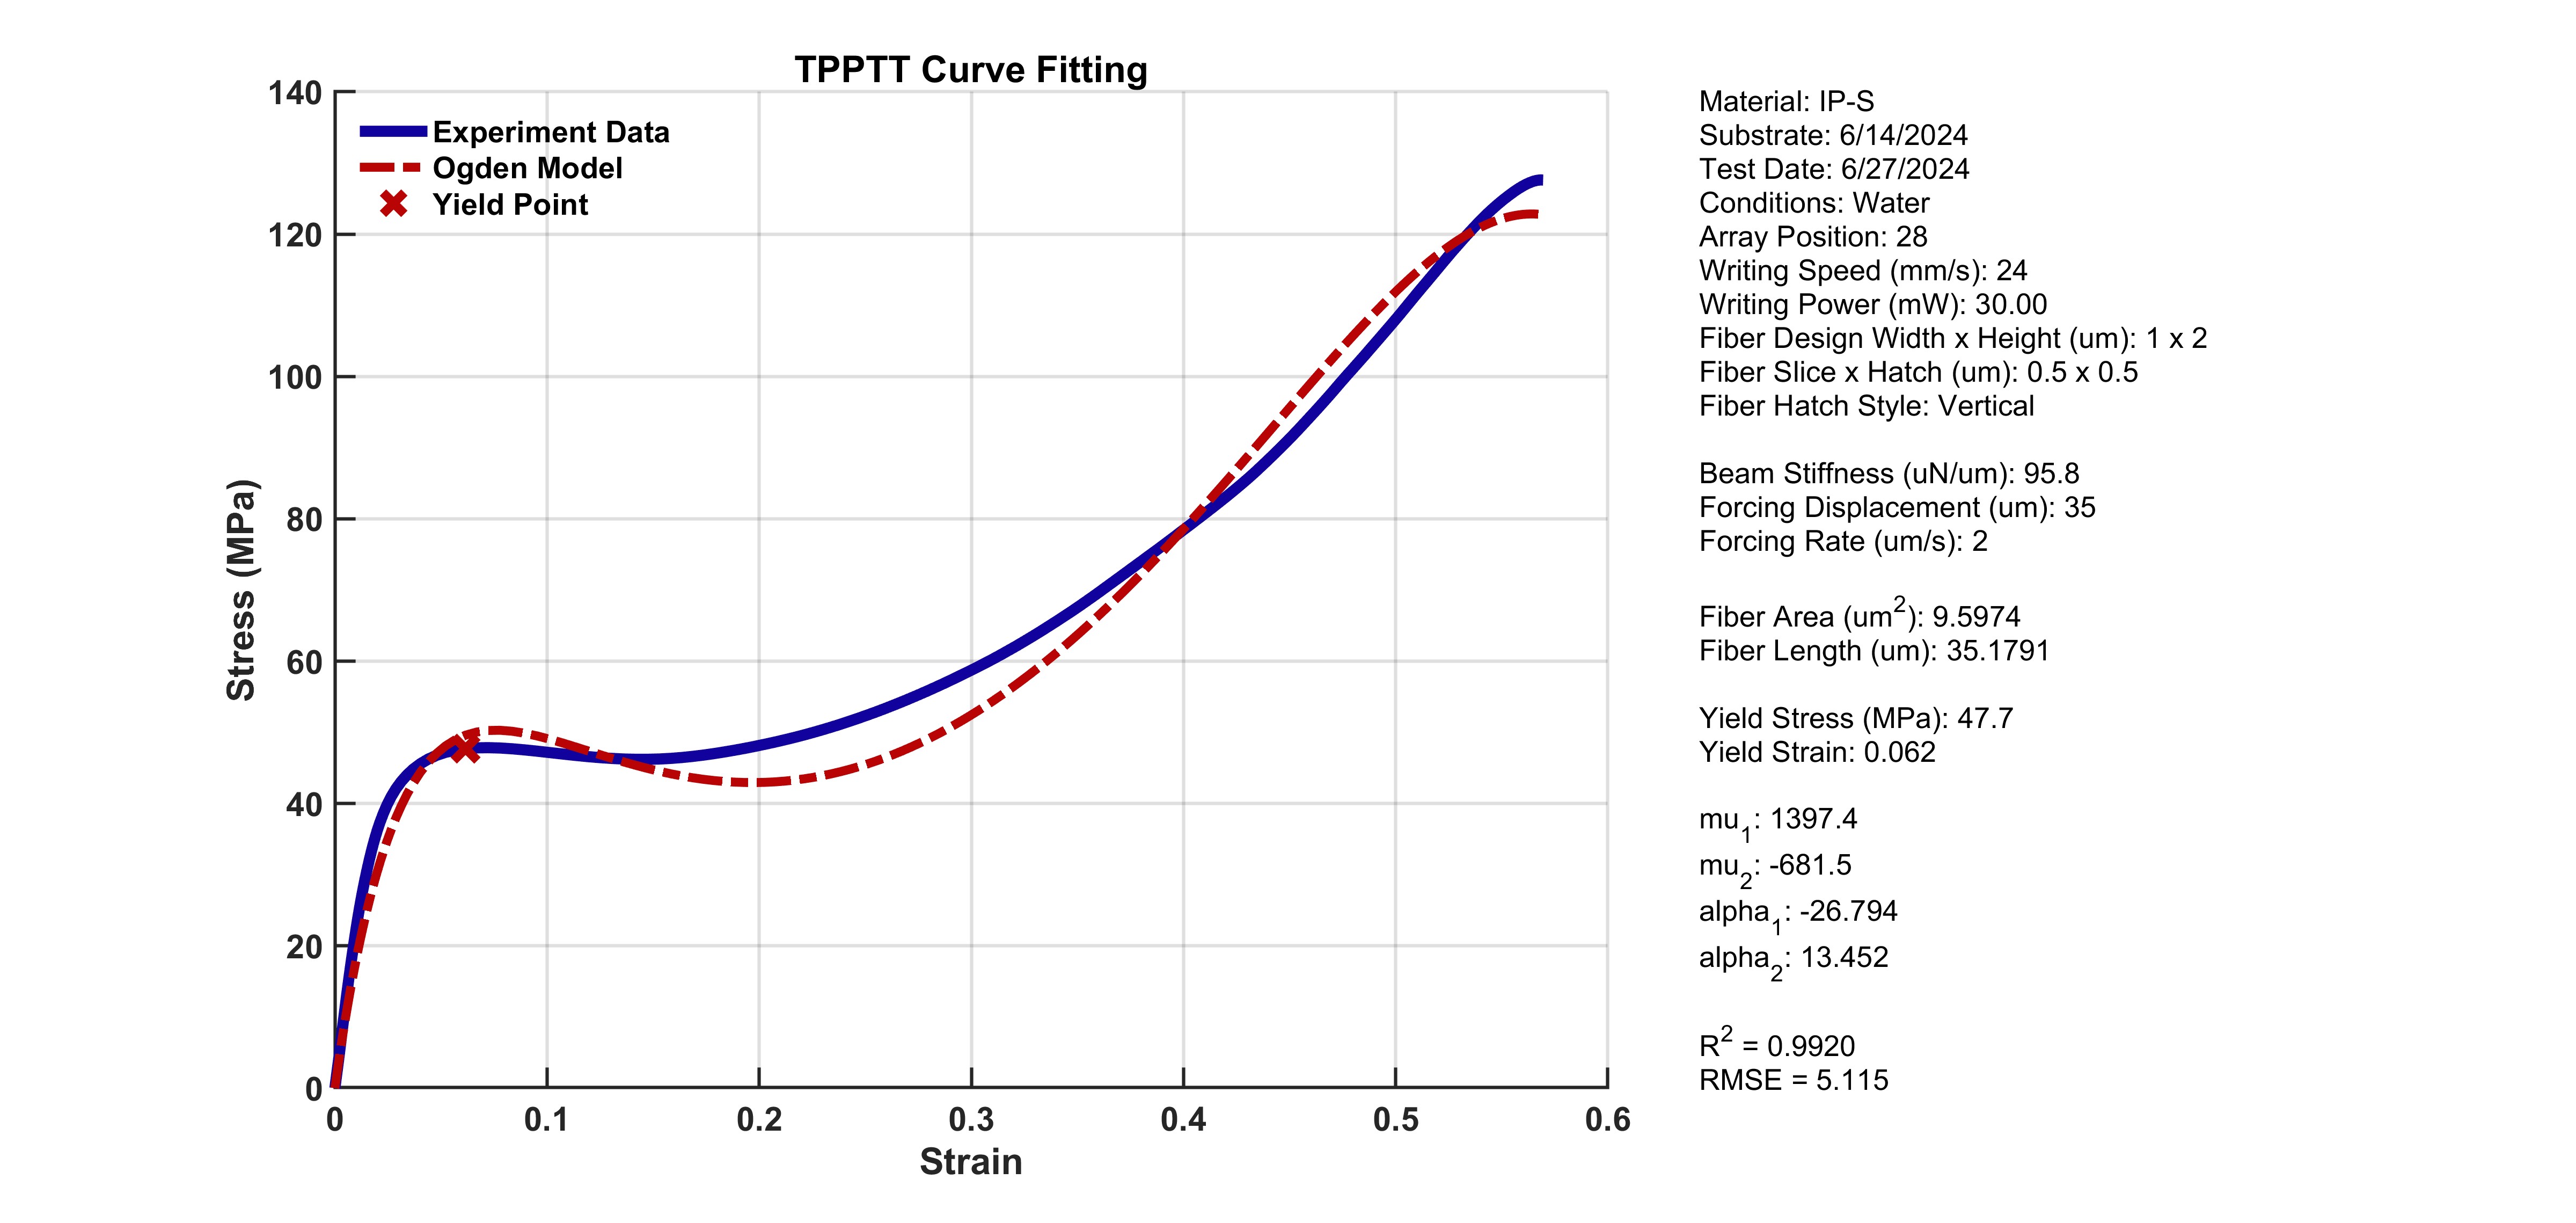 TPPTT Curve Fitting
140
120
100
80
60
40
20
0
Stress (MPa)
Experiment Data
Ogden Model
Yield Point
0
0.1
0.2
0.3
0.4
0.5
0.6
Strain
Material: IP-S
Substrate: 6/14/2024
Test Date: 6/27/2024
Conditions: Water
Array Position: 28
Writing Speed (mm/s): 24
Writing Power (mW): 30.00
Fiber Design Width x Height (um): 1 x 2
Fiber Slice x Hatch (um): 0.5 x 0.5
Fiber Hatch Style: Vertical
Beam Stiffness (uN/um): 95.8
Forcing Displacement (um): 35
Forcing Rate (um/s): 2
Fiber Area (um²): 9.5974
Fiber Length (um): 35.1791
Yield Stress (MPa): 47.7
Yield Strain: 0.062
mu₁: 1397.4
mu₂: -681.5
alpha₁: -26.794
alpha₂: 13.452
R² = 0.9920
RMSE = 5.115